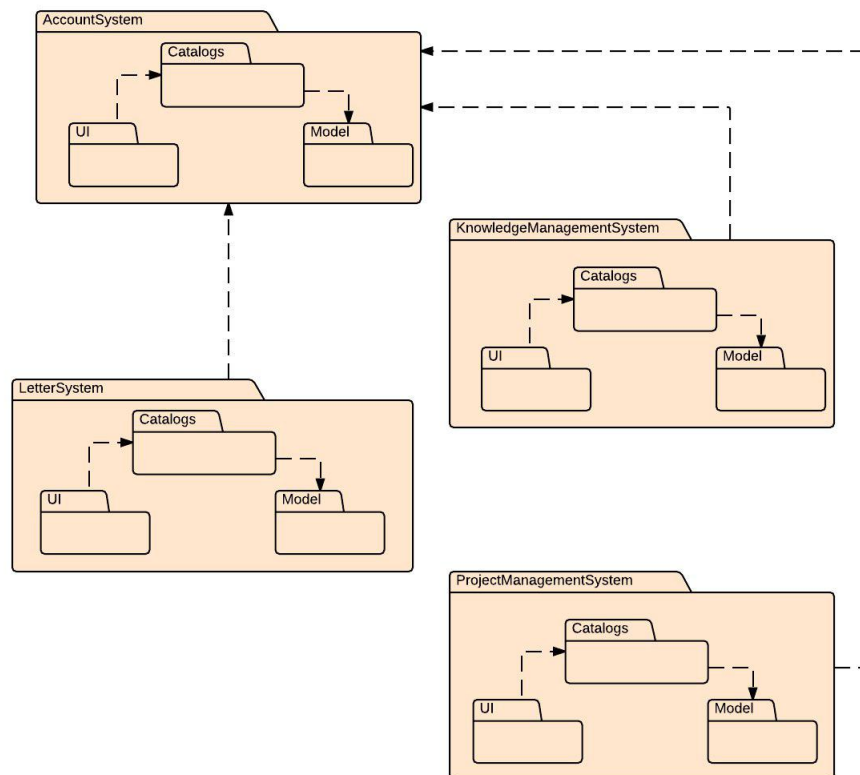 AccountSystem
Catalogs
UI
Model
KnowledgeManagementSystem
Catalogs
UI
Model
LetterSystem
Catalogs
UI
Model
ProjectManagementSystem
Catalogs
UI
Model